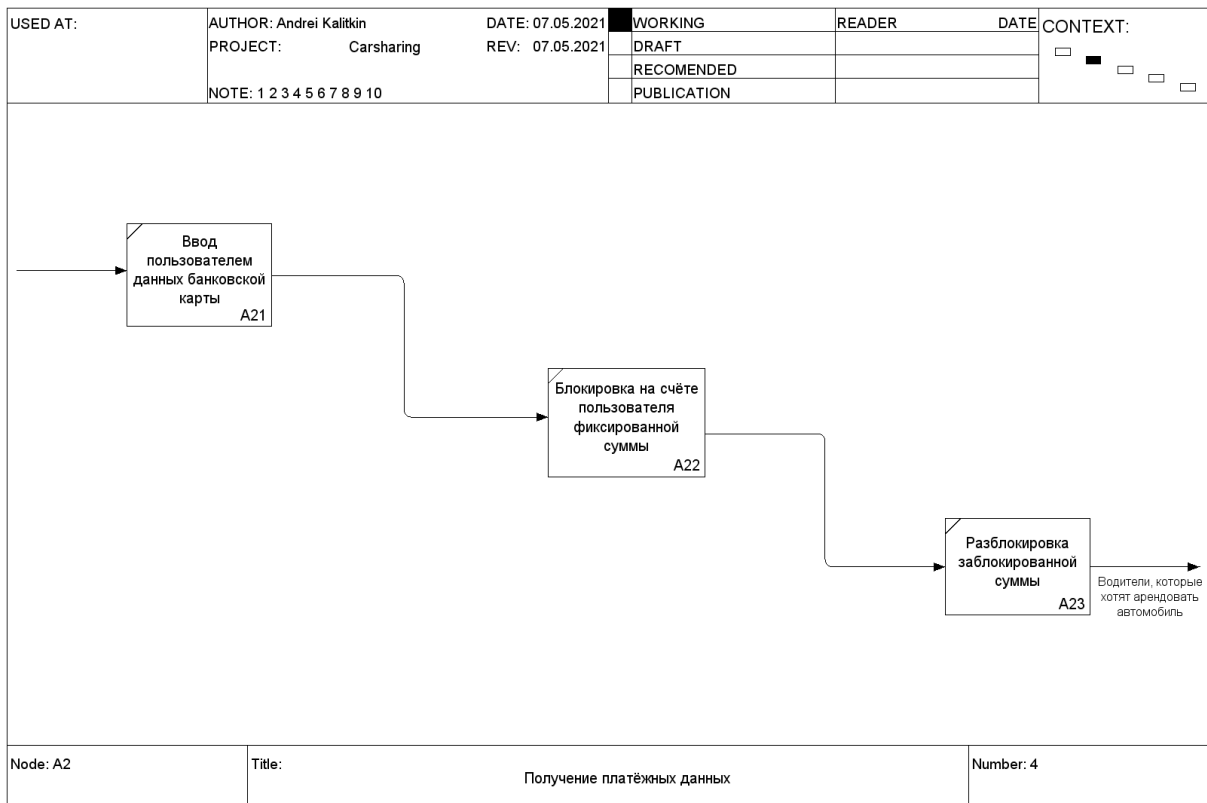 USED AT:
AUTHOR: Andrei Kalitkin
DATE: 07.05.2021
PROJECT: Carsharing
REV: 07.05.2021
NOTE: 1 2 3 4 5 6 7 8 9 10
WORKING
DRAFT
RECOMENDED
PUBLICATION
READER
DATE
CONTEXT:
Ввод
пользователем
данных банковской
карты
A21
Блокировка на счёте
пользователя
фиксированной
суммы
A22
Разблокировка
заблокированной
суммы
A23
Водители, которые
хотят арендовать
автомобиль
Node: A2
Title:
Получение платёжных данных
Number: 4